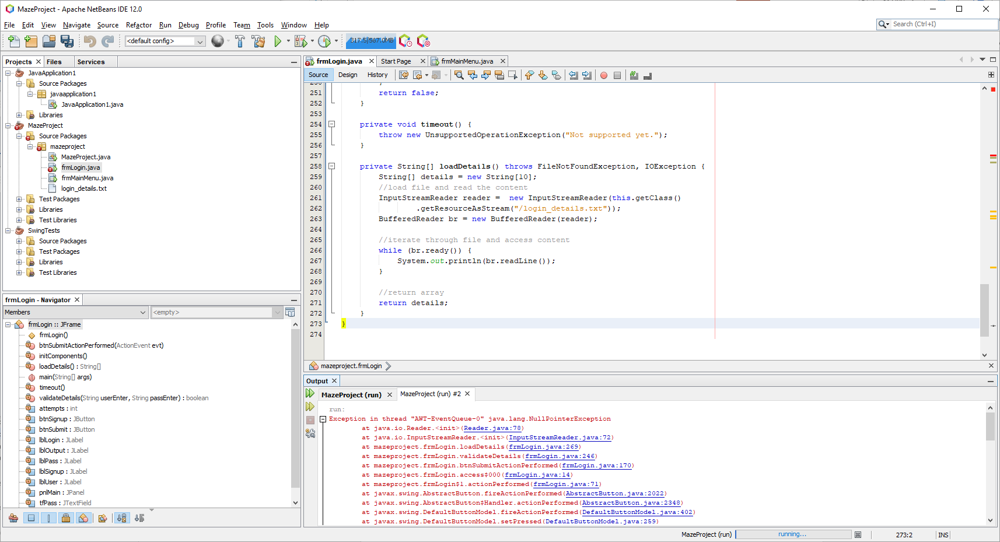 MazeProject - Apache NetBeans IDE 12.0
File Edit View Navigate Source Refactor Run Debug Profile Team Tools Window Help
Search (Ctrl+I)
<default config>
317.5/567.0MB
Projects Files Services
JavaApplication1
Source Packages
javaapplication1
JavaApplication1.java
Libraries
MazeProject
Source Packages
mazeproject
MazeProject.java
frmLogin.java
frmMainMenu.java
login_details.txt
Test Packages
Libraries
Test Libraries
SwingTests
Source Packages
Test Packages
Libraries
Test Libraries
frmLogin - Navigator
Members
<empty>
frmLogin :: JFrame
frmLogin()
btnSubmitActionPerformed(ActionEvent evt)
initComponents()
loadDetails() : String[]
main(String[] args)
timeout()
validateDetails(String userEnter, String passEnter) : boolean
attempts : int
btnSignup : JButton
btnSubmit : JButton
lblLogin : JLabel
lblOutput : JLabel
lblPass : JLabel
lblSignup : JLabel
lblUser : JLabel
pnlMain : JPanel
tfPass : JTextField
frmLogin.java Start Page frmMainMenu.java
Source Design History
250 }
251 return false;
252 }
253
254 private void timeout() {
255 throw new UnsupportedOperationException("Not supported yet.");
256 }
257
258 private String[] loadDetails() throws FileNotFoundException, IOException {
259 String[] details = new String[10];
260 //load file and read the content
261 InputStreamReader reader =  new InputStreamReader(this.getClass()
262 .getResourceAsStream("/login_details.txt"));
263 BufferedReader br = new BufferedReader(reader);
264
265 //iterate through file and access content
266 while (br.ready()) {
267 System.out.println(br.readLine());
268 }
269
270 //return array
271 return details;
272 }
273 }
274
mazeproject.frmLogin
Output
MazeProject (run) MazeProject (run) #2
run:
Exception in thread "AWT-EventQueue-0" java.lang.NullPointerException
at java.io.Reader.<init>(Reader.java:78)
at java.io.InputStreamReader.<init>(InputStreamReader.java:72)
at mazeproject.frmLogin.loadDetails(frmLogin.java:269)
at mazeproject.frmLogin.validateDetails(frmLogin.java:246)
at mazeproject.frmLogin.btnSubmitActionPerformed(frmLogin.java:170)
at mazeproject.frmLogin.access$000(frmLogin.java:14)
at mazeproject.frmLogin$1.actionPerformed(frmLogin.java:71)
at javax.swing.AbstractButton.fireActionPerformed(AbstractButton.java:2022)
at javax.swing.AbstractButton$Handler.actionPerformed(AbstractButton.java:2348)
at javax.swing.DefaultButtonModel.fireActionPerformed(DefaultButtonModel.java:402)
at javax.swing.DefaultButtonModel.setPressed(DefaultButtonModel.java:259)
MazeProject (run) running... 273:2 INS